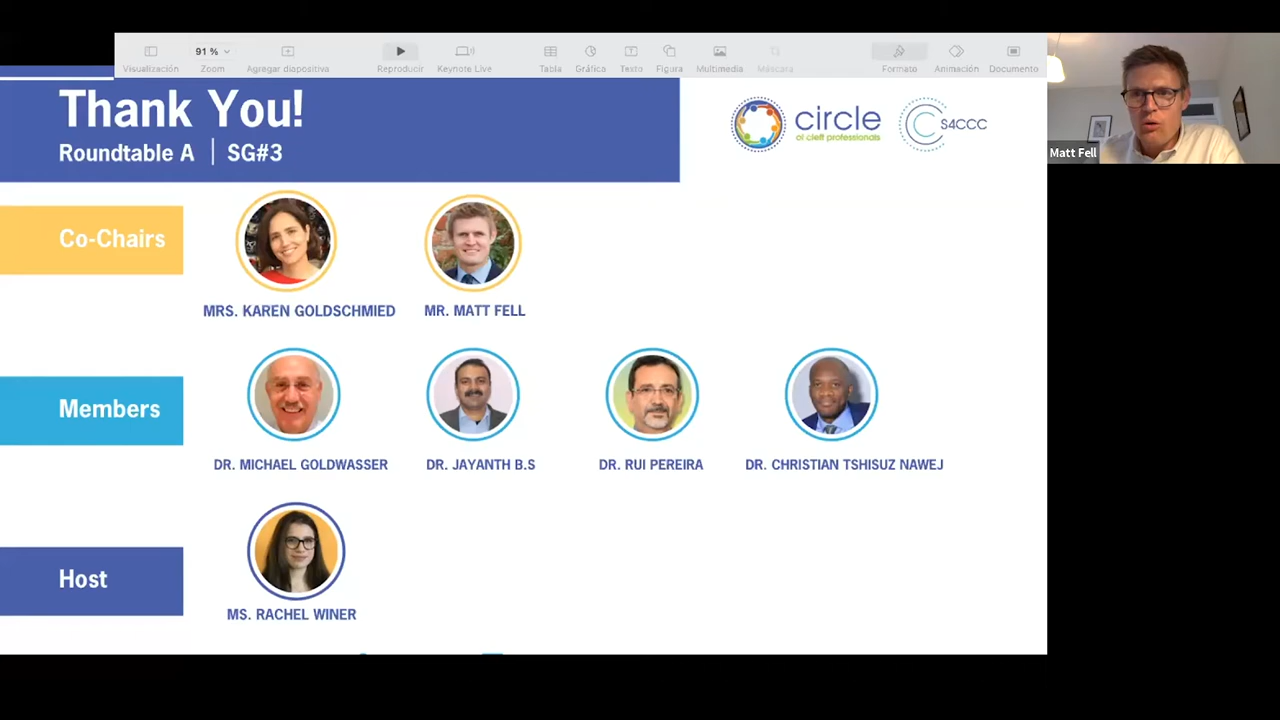 91 %
Visualización
Zoom
Agregar diapositiva
Reproducir
Keynote Live
Tabla
Gráfico
Texto
Figura
Multimedia
Máscara
Formato
Animación
Documento
Thank You!
Roundtable A | SG#3
circle
of cleft professionals
CS4CCC
Matt Fell
Co-Chairs
MRS. KAREN GOLDSCHMIED
MR. MATT FELL
Members
DR. MICHAEL GOLDWASSER
DR. JAYANTH B.S
DR. RUI PEREIRA
DR. CHRISTIAN TSHISUZ NAWEJ
Host
MS. RACHEL WINER